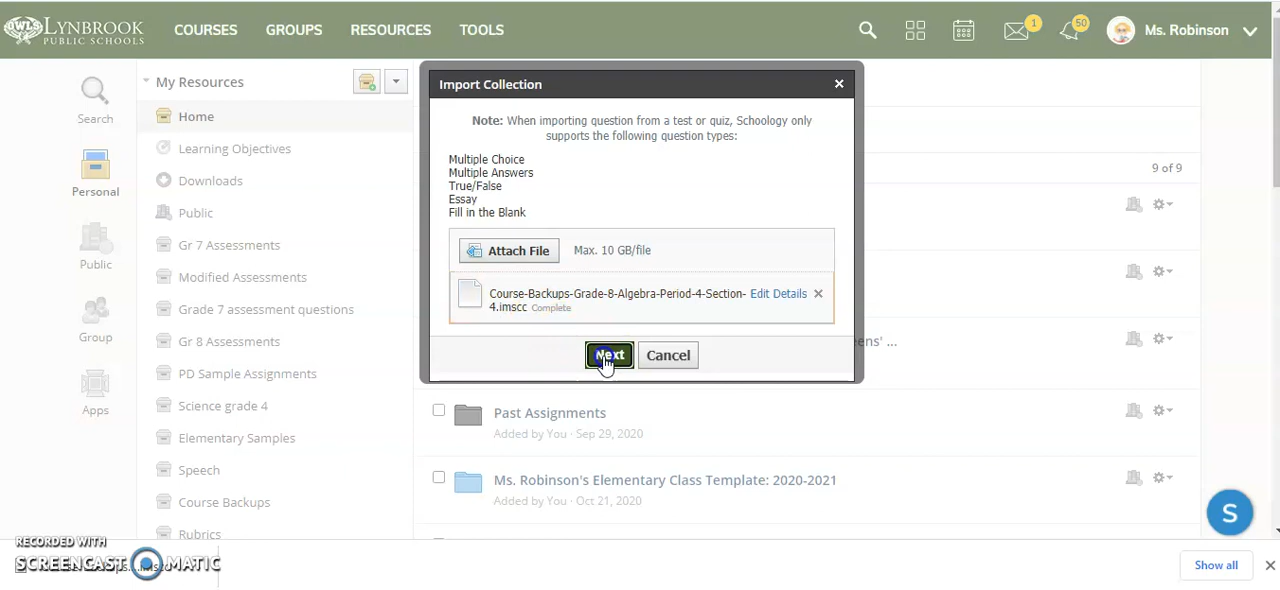 OWLS LYNBROOK
PUBLIC SCHOOLS
COURSES
GROUPS
RESOURCES
TOOLS
1
50
Ms. Robinson
Search
Personal
Public
Group
Apps
My Resources
Home
Learning Objectives
Downloads
Public
Gr 7 Assessments
Modified Assessments
Grade 7 assessment questions
Gr 8 Assessments
PD Sample Assignments
Science grade 4
Elementary Samples
Speech
Course Backups
Rubrics
Import Collection
Note: When importing question from a test or quiz, Schoology only
supports the following question types:
Multiple Choice
Multiple Answers
True/False
Essay
Fill in the Blank
Attach File
Max. 10 GB/file
Course-Backups-Grade-8-Algebra-Period-4-Section-
4.imscc Complete
Edit Details
Next
Cancel
9 of 9
eens' ...
Past Assignments
Added by You · Sep 29, 2020
Ms. Robinson's Elementary Class Template: 2020-2021
Added by You · Oct 21, 2020
S
RECORDED WITH
SCREENCAST MATIC
Show all